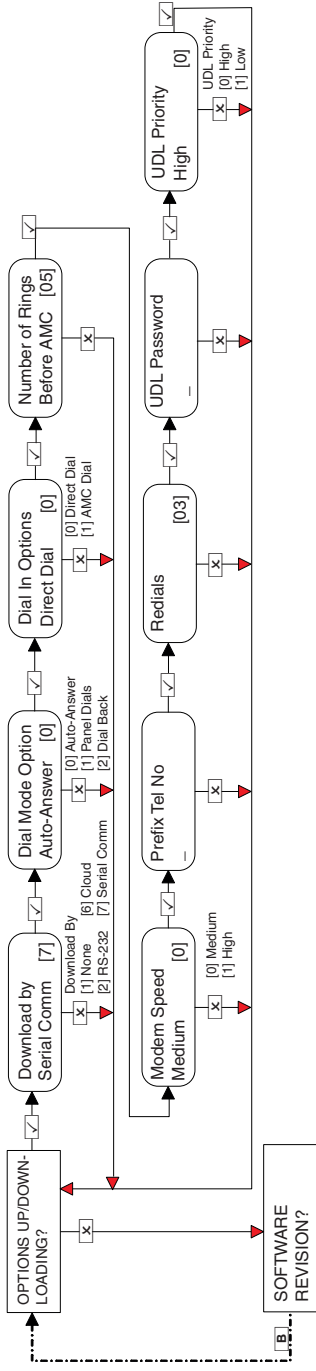 OPTIONS UP/DOWN-
LOADING?
✓
Download by
Serial Comm [7]
✓
Dial Mode Option
Auto-Answer [0]
✓
Dial In Options
Direct Dial [0]
✓
Number of Rings
Before AMC [05]
✓
x
Download By
[1] None [6] Cloud
[2] RS-232 [7] Serial Comm
x
[0] Auto-Answer
[1] Panel Dials
[2] Dial Back
x
[0] Direct Dial
[1] AMC Dial
x
x
Modem Speed
Medium [0]
✓
Prefix Tel No
_
✓
Redials
[03]
✓
UDL Password
_
✓
UDL Priority
High [0]
✓
x
[0] Medium
[1] High
x
x
x
x
UDL Priority
[0] High
[1] Low
SOFTWARE
REVISION?
B